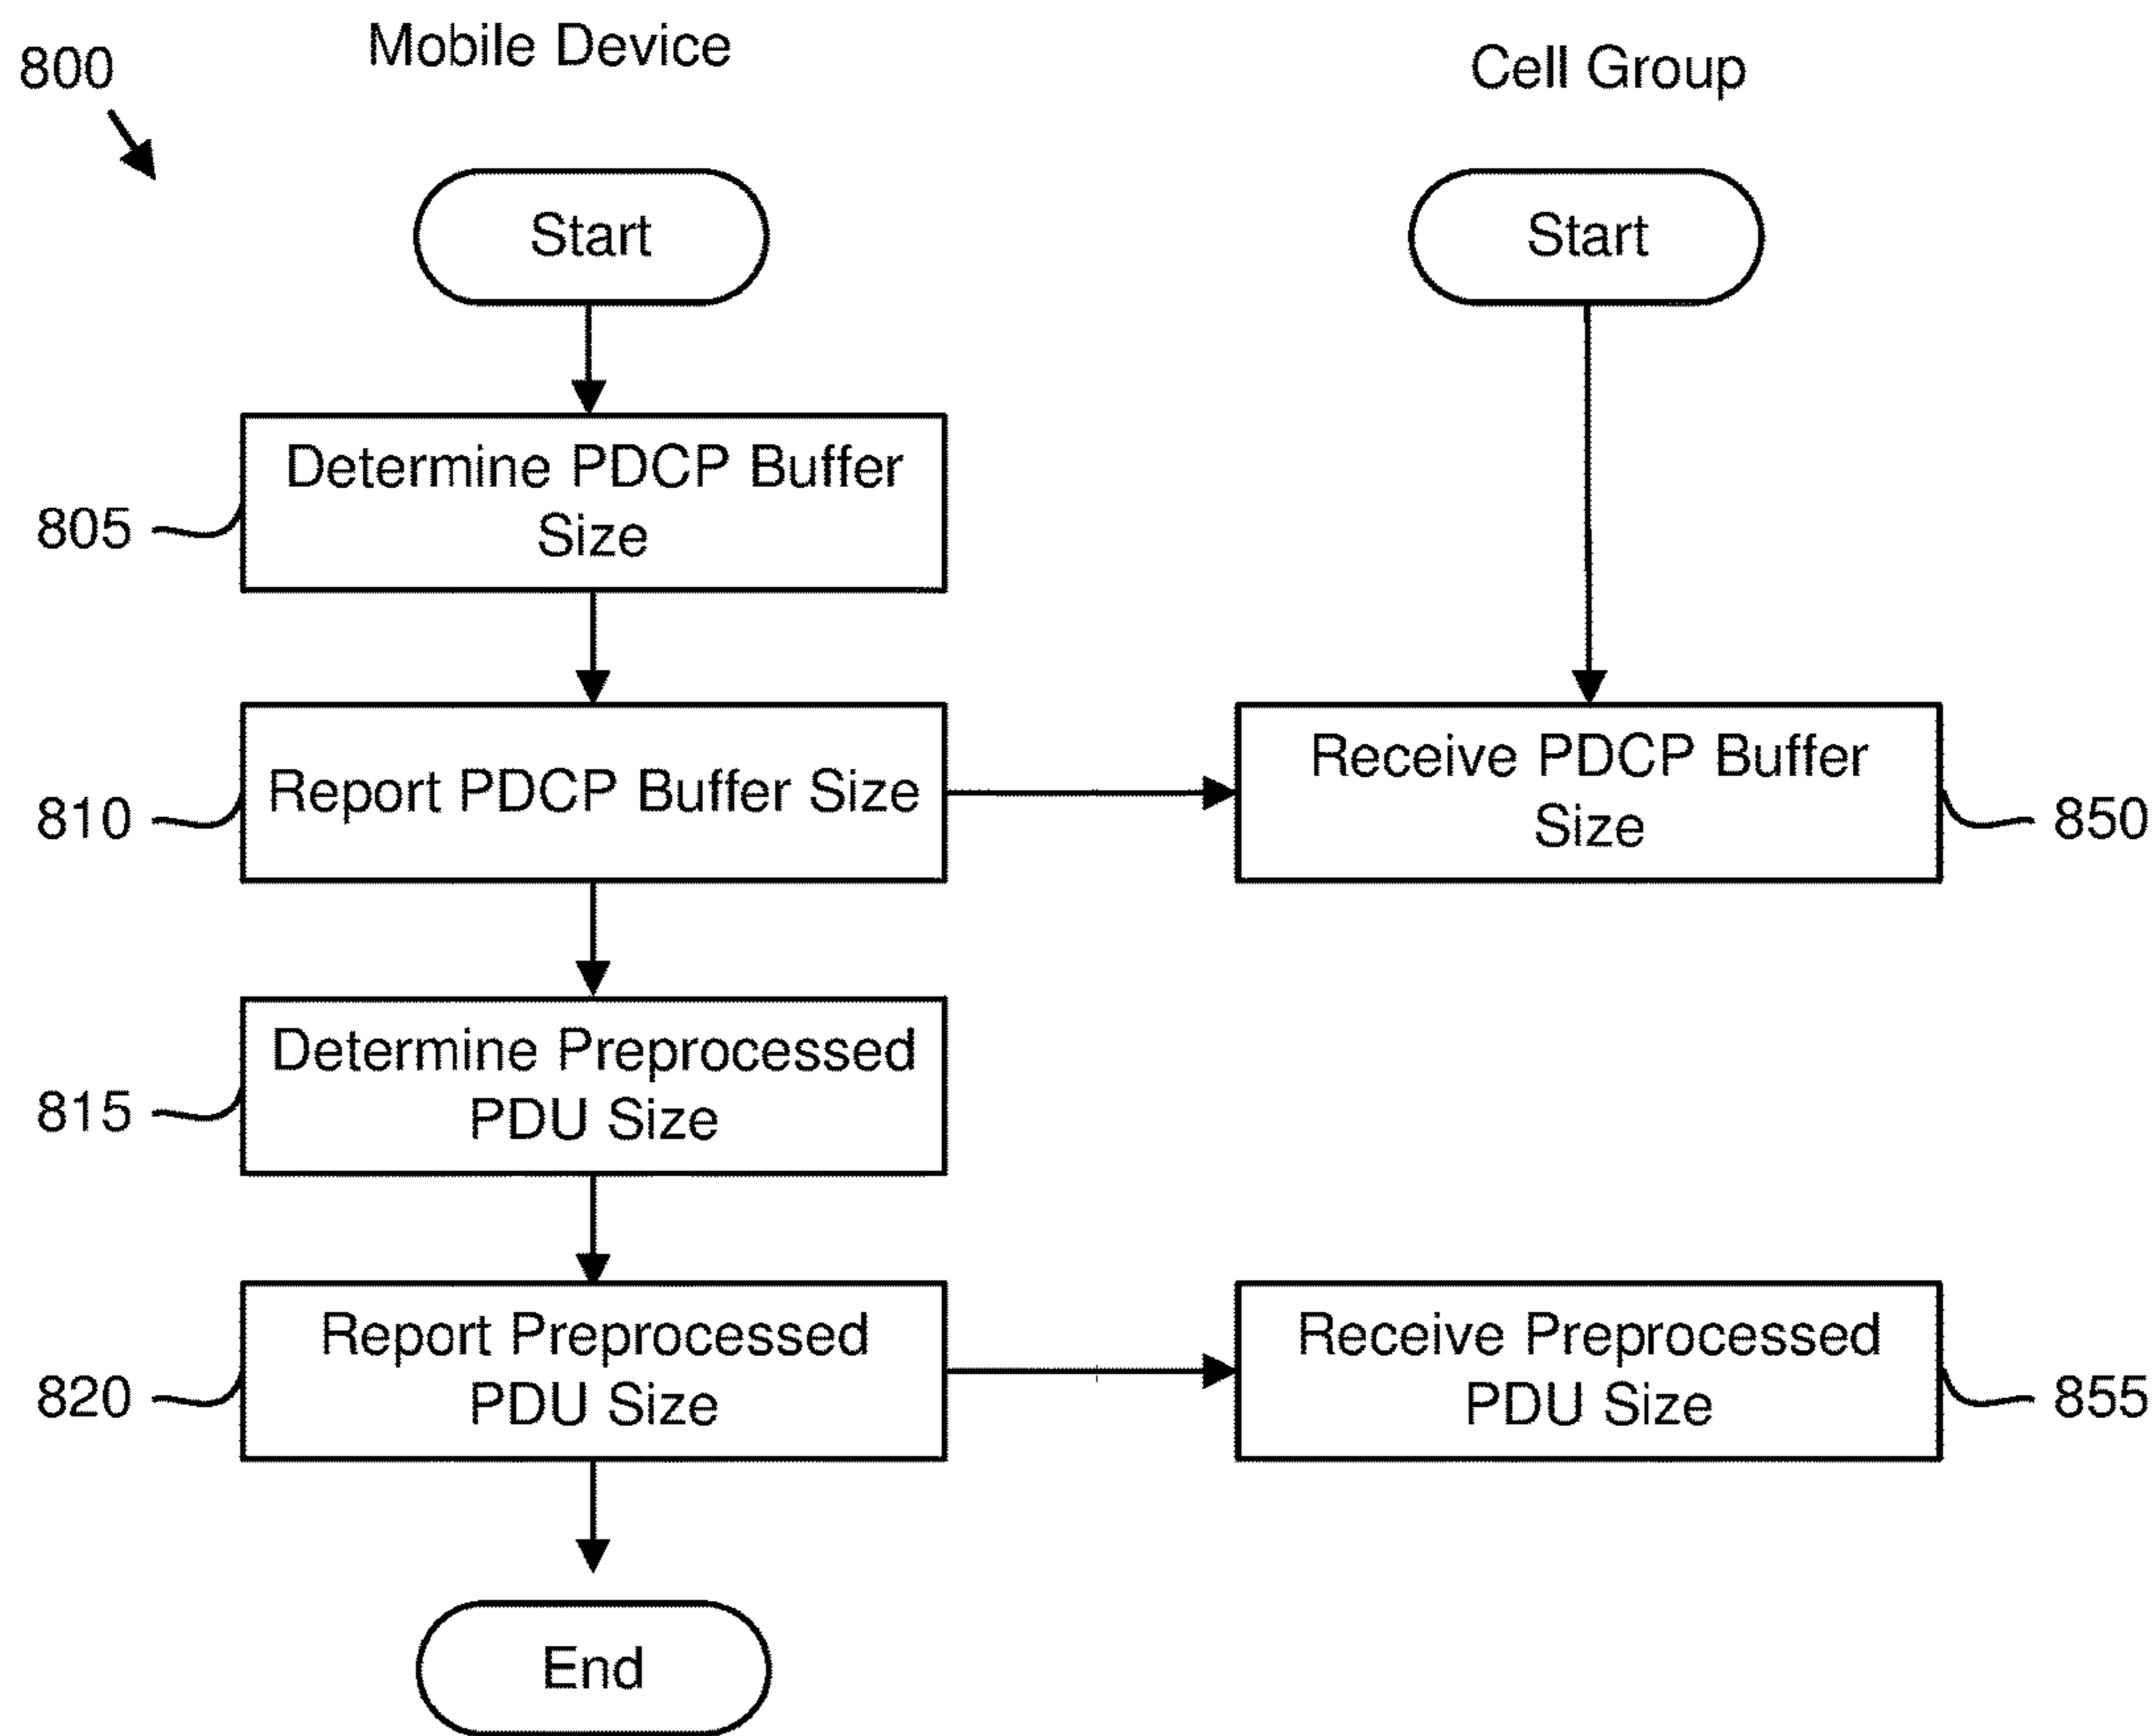 800
Mobile Device
Cell Group
Start
Start
Determine PDCP Buffer
Size
805
Report PDCP Buffer Size
810
Receive PDCP Buffer
Size
850
Determine Preprocessed
PDU Size
815
Report Preprocessed
PDU Size
820
Receive Preprocessed
PDU Size
855
End